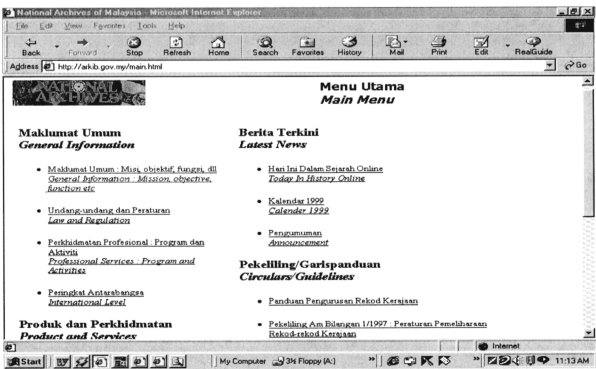 National Archives of Malaysia - Microsoft Internet Explorer
File Edit View Favorites Tools Help
Back Forward Stop Refresh Home Search Favorites History Mail Print Edit RealGuide
Address http://arkib.gov.my/main.html Go
NATIONAL
ARCHIVES
Menu Utama
Main Menu
Maklumat Umum
General Information
• Maklumat Umum : Misi, objektif, fungsi, dll
General Information : Mission, objective,
function etc
• Undang-undang dan Peraturan
Law and Regulation
• Perkhidmatan Profesional : Program dan
Aktiviti
Professional Services : Program and
Activities
• Peringkat Antarabangsa
International Level
Produk dan Perkhidmatan
Product and Services
Berita Terkini
Latest News
• Hari Ini Dalam Sejarah Online
Today In History Online
• Kalendar 1999
Calender 1999
• Pengumuman
Announcement
Pekeliling/Garispanduan
Circulars/Guidelines
• Panduan Pengurusan Rekod Kerajaan
• Pekeliling Am Bilangan 1/1997 : Peraturan Pemeliharaan
Rekod-rekod Kerajaan
Internet
Start My Computer 3½ Floppy (A:) » » 11:13 AM